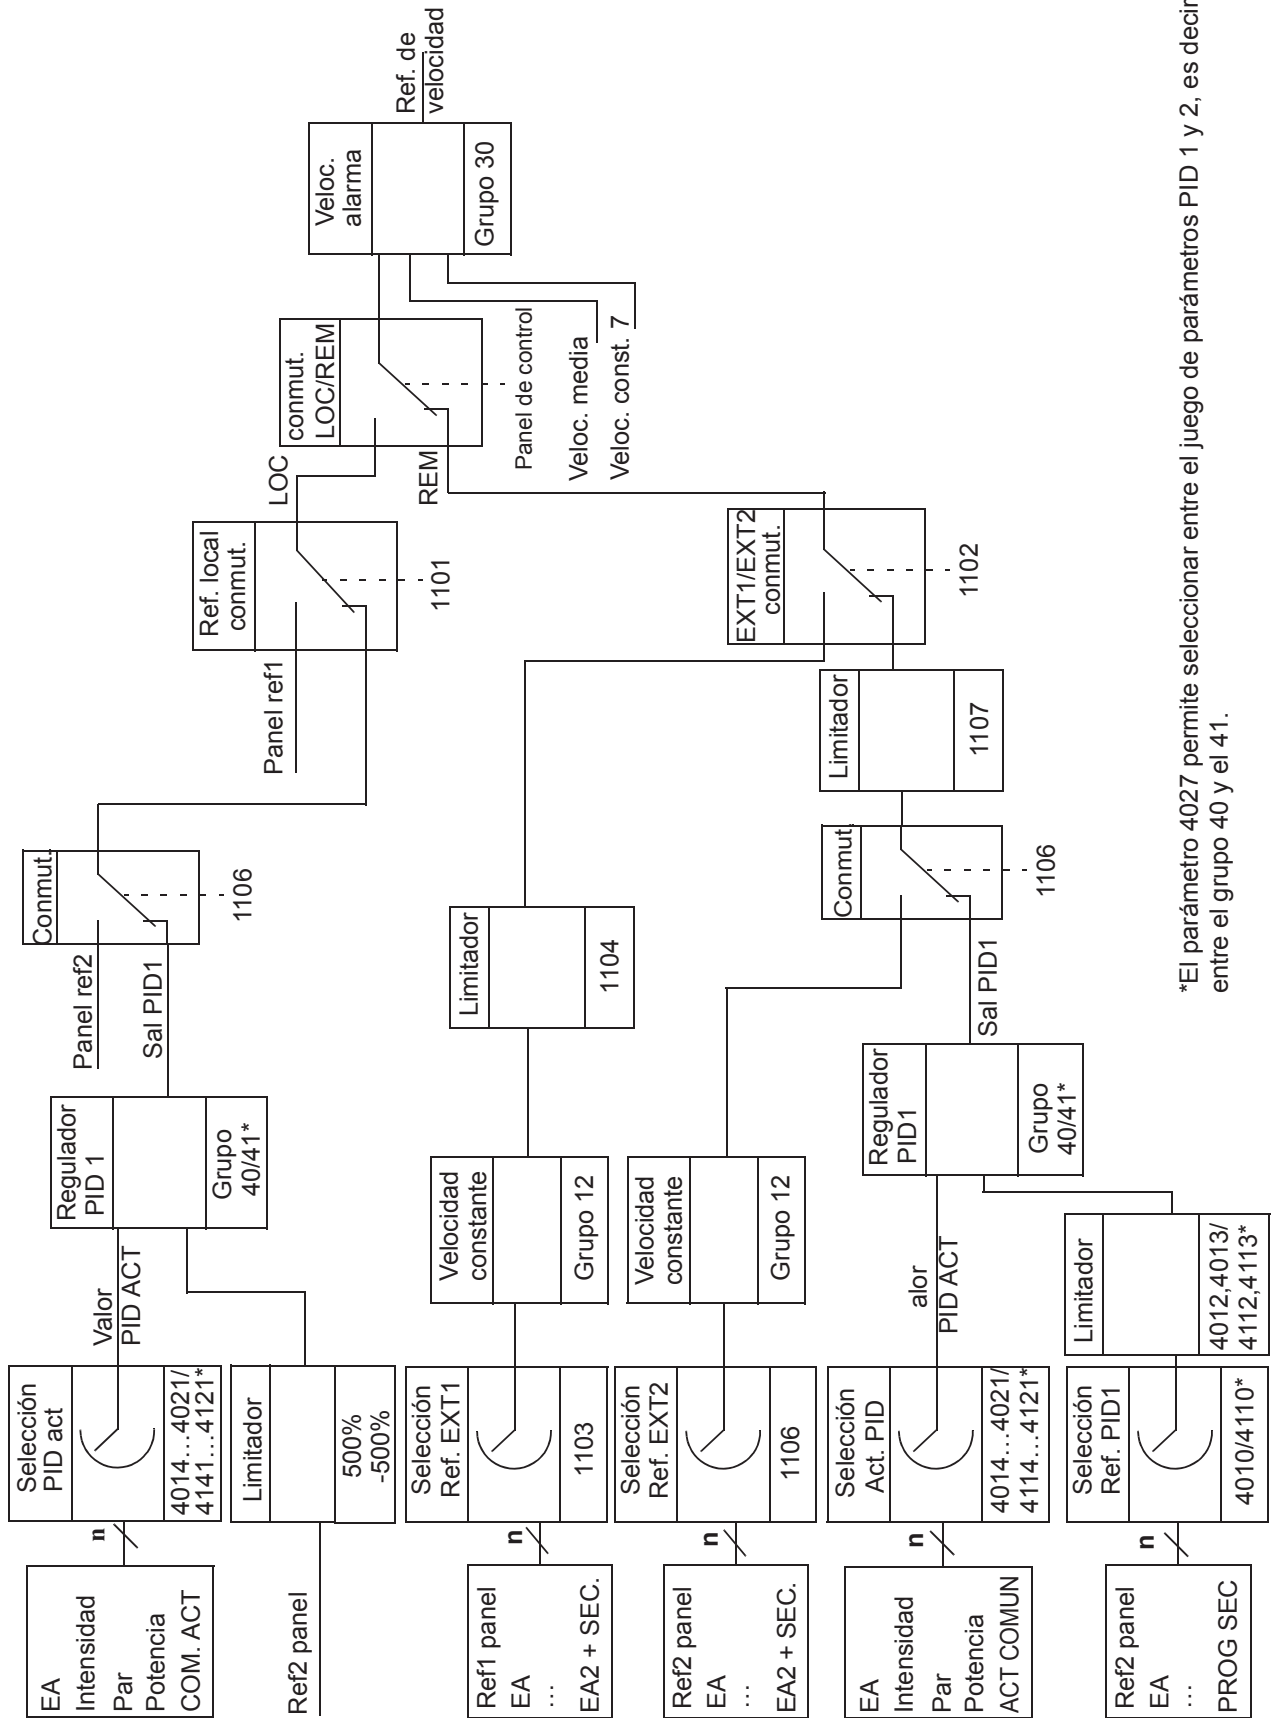 EA
Intensidad
Par
Potencia
COM. ACT
n
Selección
PID act
4014…4021/
4141…4121*
Valor
PID ACT
Regulador
PID 1
Grupo
40/41*
Ref2 panel
Limitador
500%
-500%
Panel ref2
Sal PID1
Conmut.
1106
Panel ref1
Ref. local
conmut.
1101
LOC
REM
conmut.
LOC/REM
Panel de control
Veloc. media
Veloc. const. 7
Veloc.
alarma
Grupo 30
Ref. de
velocidad
Ref1 panel
EA
…
EA2 + SEC.
n
Selección
Ref. EXT1
1103
Velocidad
constante
Grupo 12
Limitador
1104
Ref2 panel
EA
…
EA2 + SEC.
n
Selección
Ref. EXT2
1106
Velocidad
constante
Grupo 12
EXT1/EXT2
conmut.
1102
EA
Intensidad
Par
Potencia
ACT COMUN
n
Selección
Act. PID
4014…4021/
4114…4121*
alor
PID ACT
Regulador
PID1
Grupo
40/41*
Sal PID1
Conmut.
1106
Limitador
1107
Ref2 panel
EA
…
PROG SEC
n
Selección
Ref. PID1
4010/4110*
Limitador
4012,4013/
4112,4113*
*El parámetro 4027 permite seleccionar entre el juego de parámetros PID 1 y 2, es decir
entre el grupo 40 y el 41.